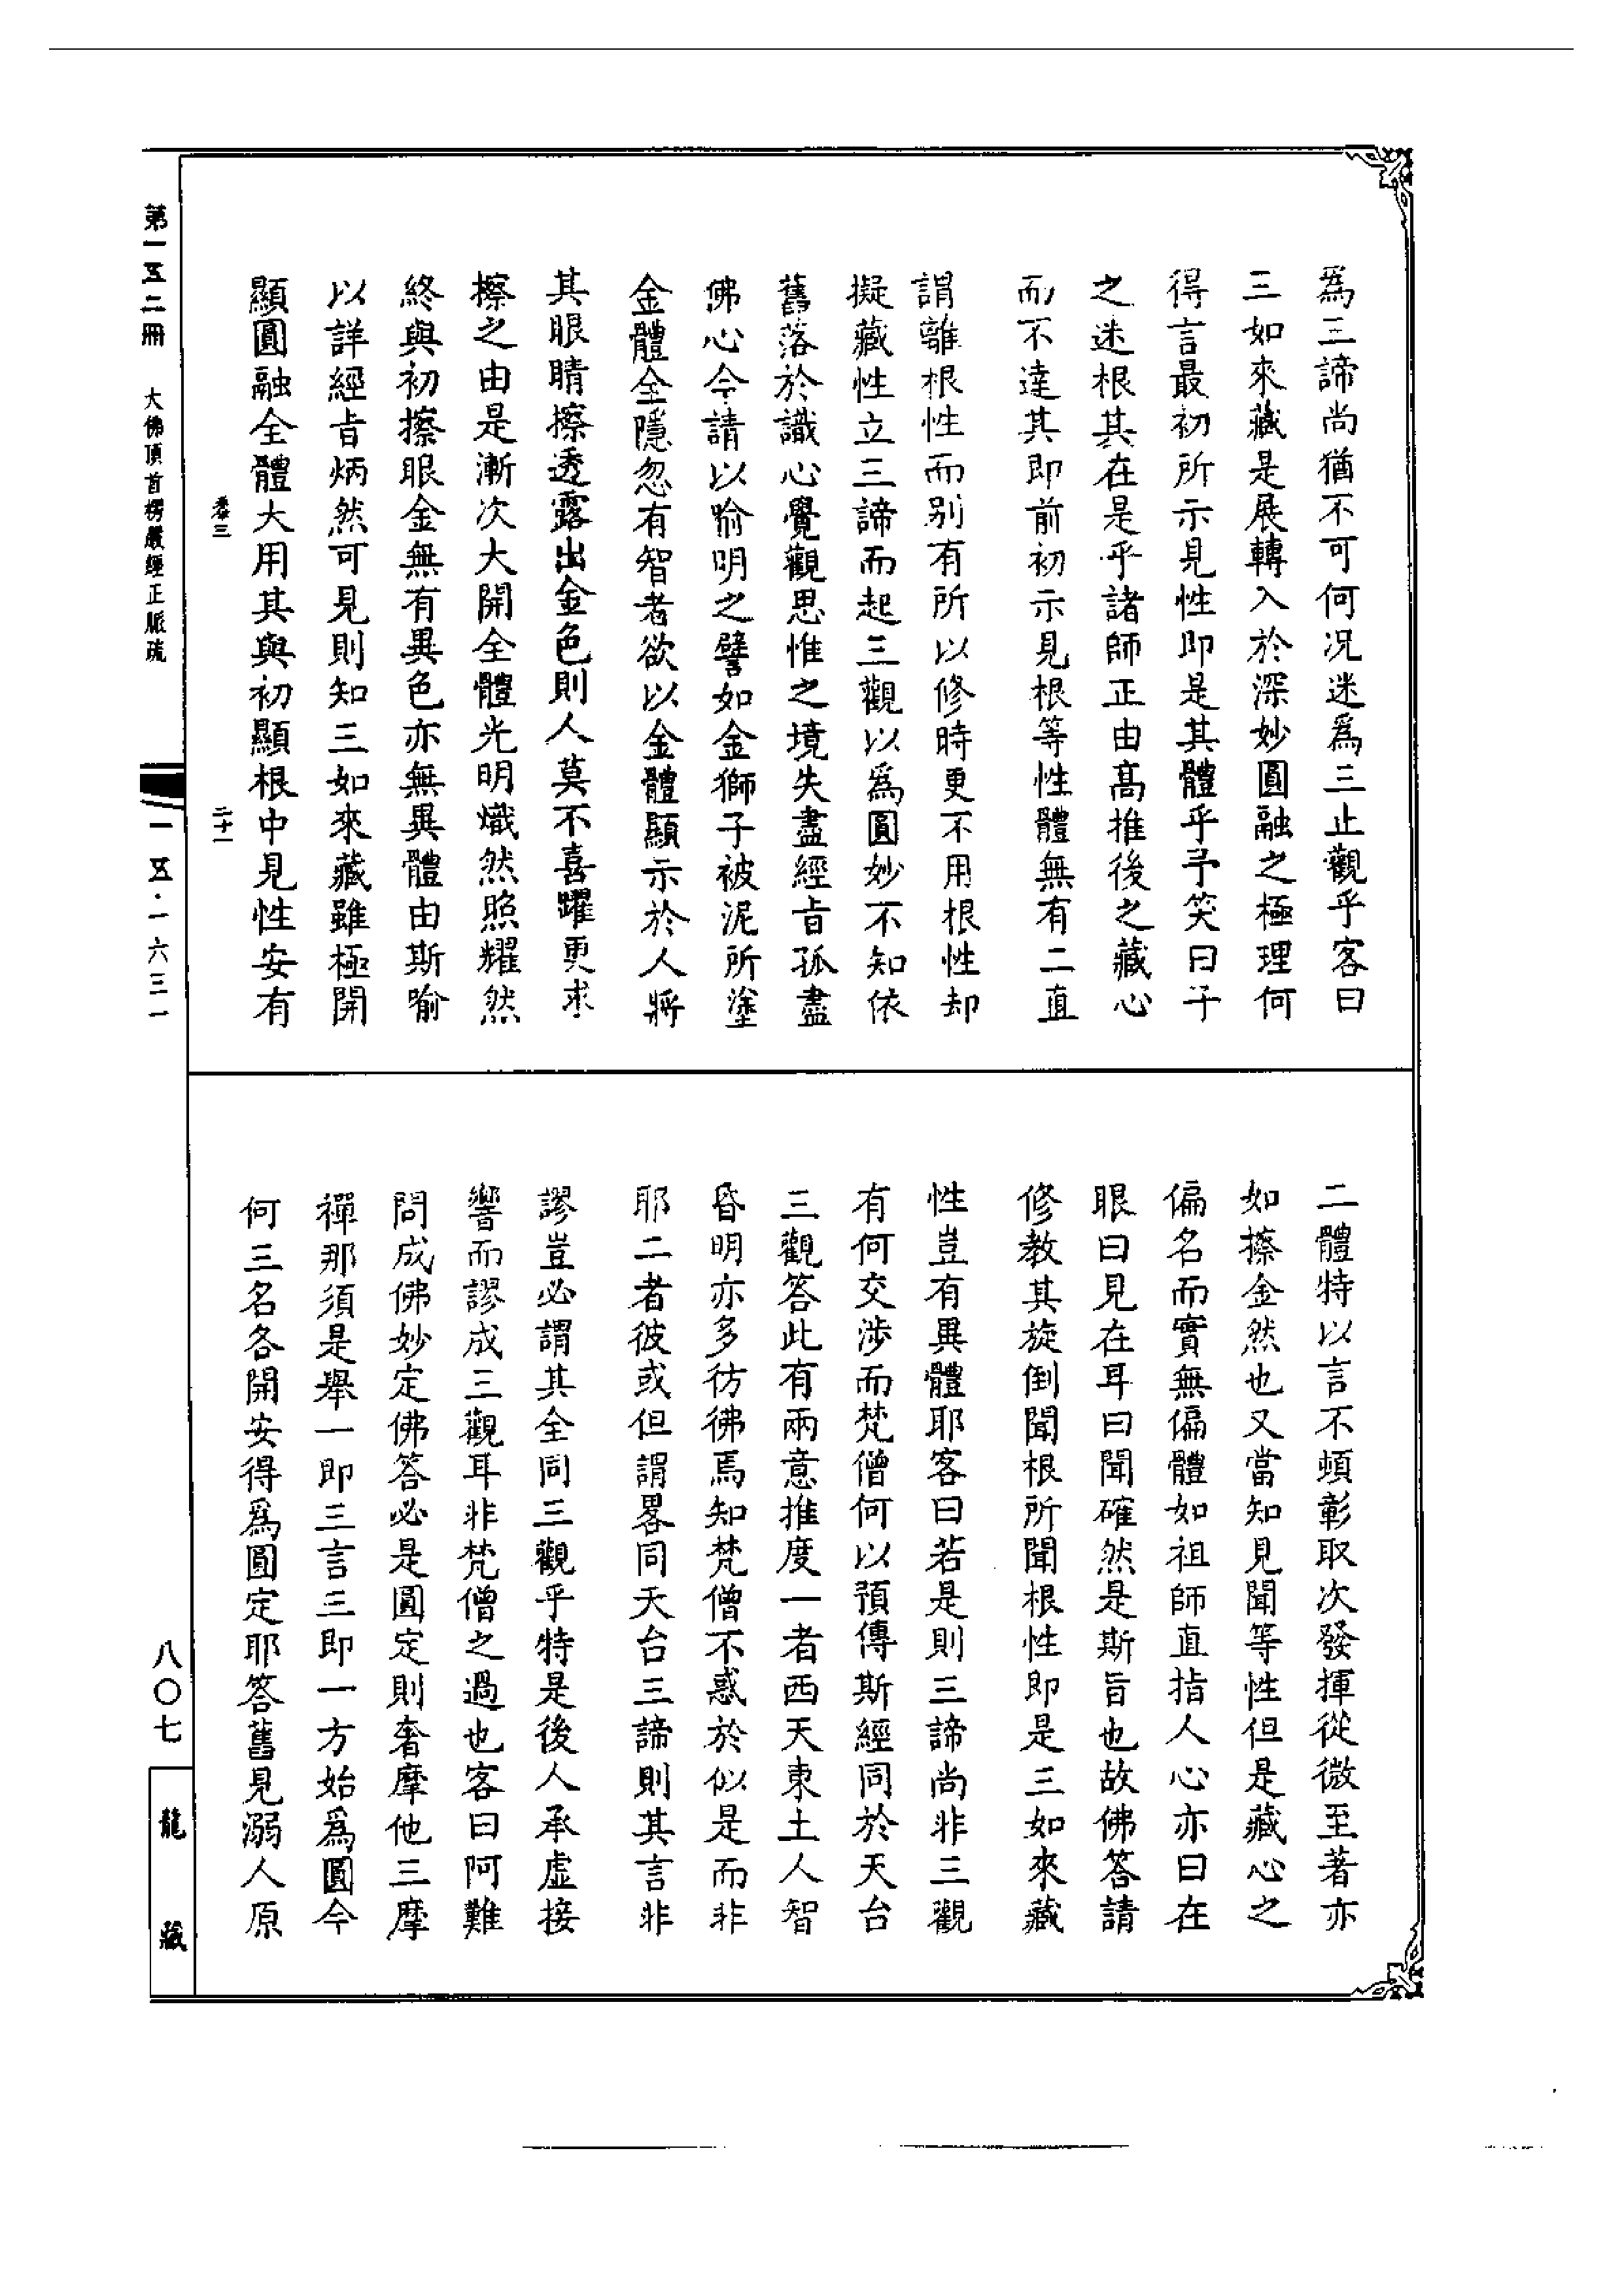 為三諦尚猶不可何况迷為三止觀乎客曰
三如來藏是展轉入於深妙圓融之極理何
得言最初所示見性即是其體乎予笑曰子
之迷根其在是乎諸師正由高推後之藏心
而不達其即前初示見根等性體無有二直
謂離根性而别有所以修時更不用根性却
擬藏性立三諦而起三觀以為圓妙不知依
舊落於識心覺觀思惟之境失盡經旨孤盡
佛心今請以喻明之譬如金獅子被泥所塗
金體全隱忽有智者欲以金體顯示於人將
其眼睛擦透露出金色則人莫不喜躍更求
擦之由是漸次大開全體光明熾然照耀然
終與初擦眼金無有異色亦無異體由斯喻
以詳經旨炳然可見則知三如來藏雖極開
顯圓融全體大用其與初顯根中見性安有
卷三
二十一
二體特以言不頓彰取次發揮從微至著亦
如擦金然也又當知見聞等性但是藏心之
偏名而實無偏體如祖師直指人心亦曰在
眼曰見在耳曰聞確然是斯旨也故佛答請
修教其旋倒聞根所聞根性即是三如來藏
性豈有異體耶客曰若是則三諦尚非三觀
有何交涉而梵僧何以預傳斯經同於天台
三觀答此有兩意推度一者西天東土人智
昏明亦多彷彿焉知梵僧不惑於似是而非
耶二者彼或但謂畧同天台三諦則其言非
謬豈必謂其全同三觀乎特是後人承虛接
響而謬成三觀耳非梵僧之過也客曰阿難
問成佛妙定佛答必是圓定則奢摩他三摩
禪那須是舉一即三言三即一方始為圓今
何三名各開安得為圓定耶答舊見溺人原
第一五二冊
大佛頂首楞嚴經正脈疏
一五·一六三一
八〇七
龍藏